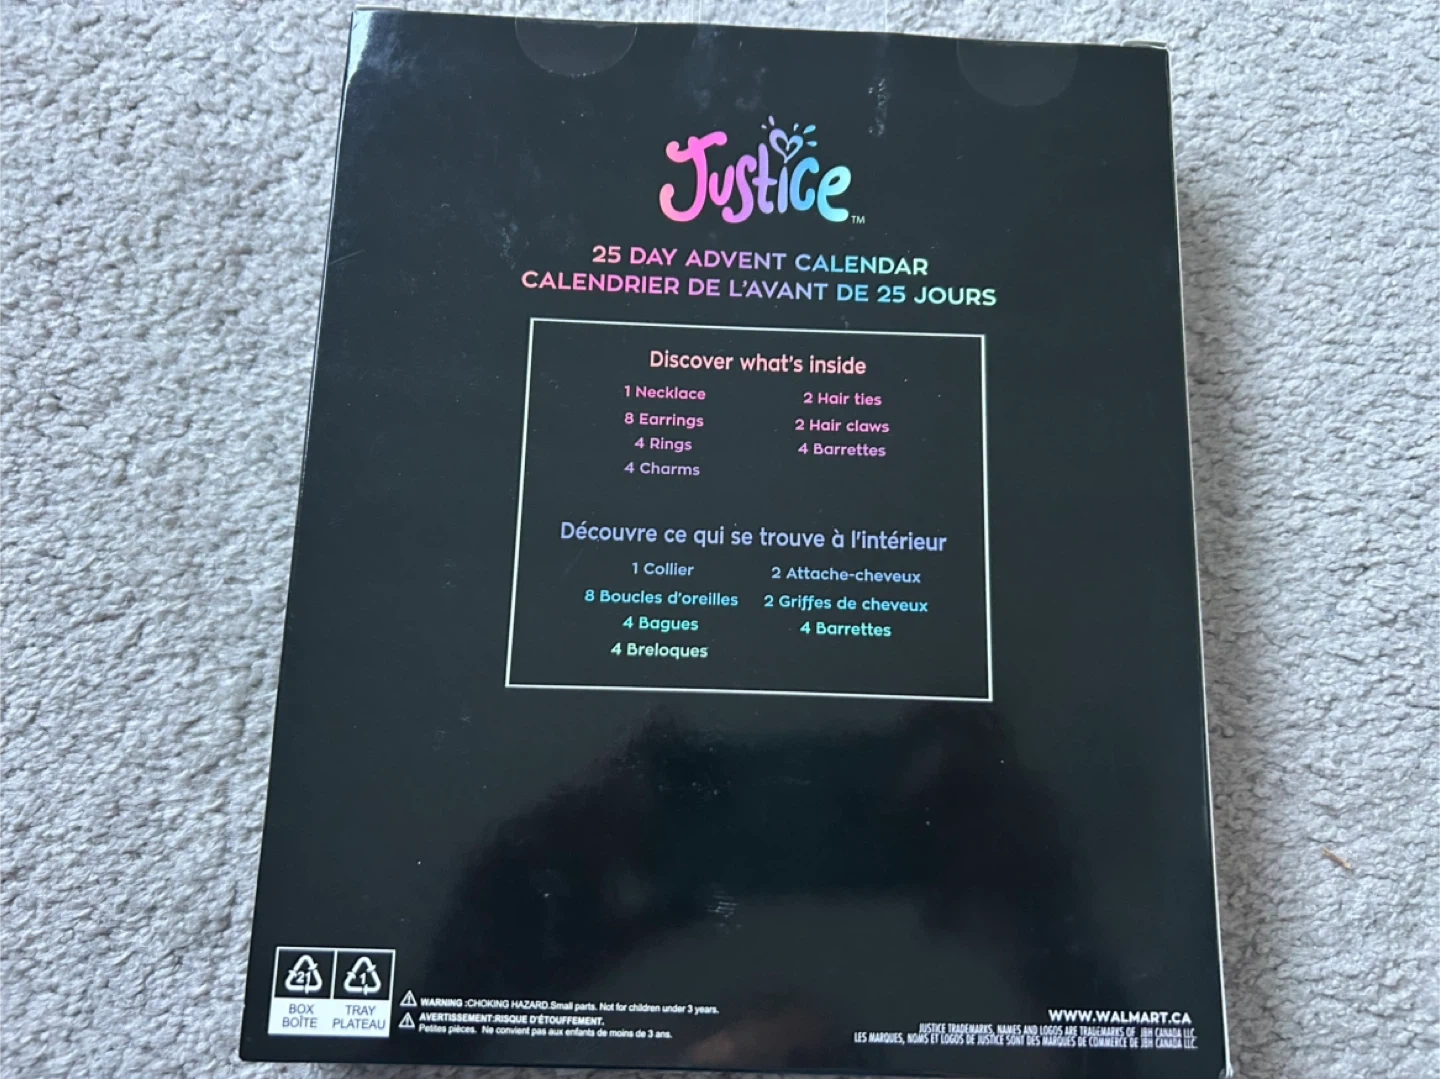 Justice™
25 DAY ADVENT CALENDAR
CALENDRIER DE L'AVANT DE 25 JOURS
Discover what's inside
1 Necklace
8 Earrings
4 Rings
4 Charms
2 Hair ties
2 Hair claws
4 Barrettes
Découvre ce qui se trouve à l'intérieur
1 Collier
8 Boucles d'oreilles
4 Bagues
4 Breloques
2 Attache-cheveux
2 Griffes de cheveux
4 Barrettes
21
BOX
BOÎTE
1
TRAY
PLATEAU
WARNING :CHOKING HAZARD.Small parts. Not for children under 3 years.
AVERTISSEMENT:RISQUE D'ÉTOUFFEMENT.
Petites pièces. Ne convient pas aux enfants de moins de 3 ans.
WWW.WALMART.CA
JUSTICE TRADEMARKS, NAMES AND LOGOS ARE TRADEMARKS OF JBH CANADA LLC.
LES MARQUES, NOMS ET LOGOS DE JUSTICE SONT DES MARQUES DE COMMERCE DE JBH CANADA LLC.